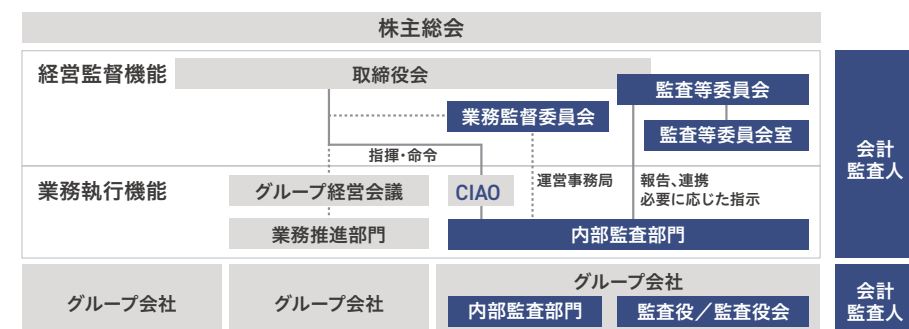 株主総会
経営監督機能
取締役会
監査等委員会
業務監督委員会
監査等委員会室
会計
監査人
指揮・命令
業務執行機能
グループ経営会議
CIAO
運営事務局
報告、連携
必要に応じた指示
業務推進部門
内部監査部門
グループ会社
グループ会社
グループ会社
内部監査部門
監査役／監査役会
会計
監査人